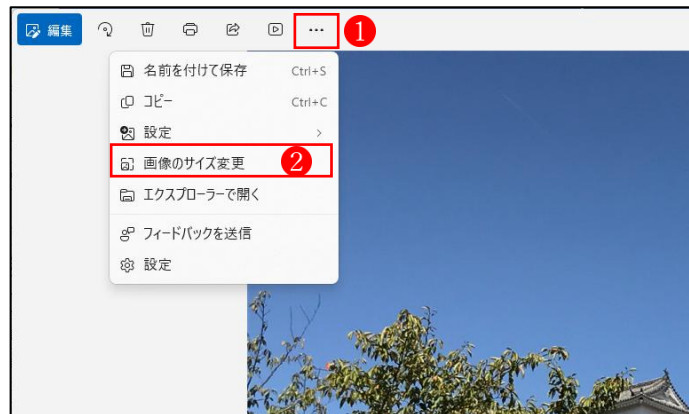 編集
… 1
名前を付けて保存 Ctrl+S
コピー Ctrl+C
設定 >
画像のサイズ変更 2
エクスプローラーで開く
フィードバックを送信
設定